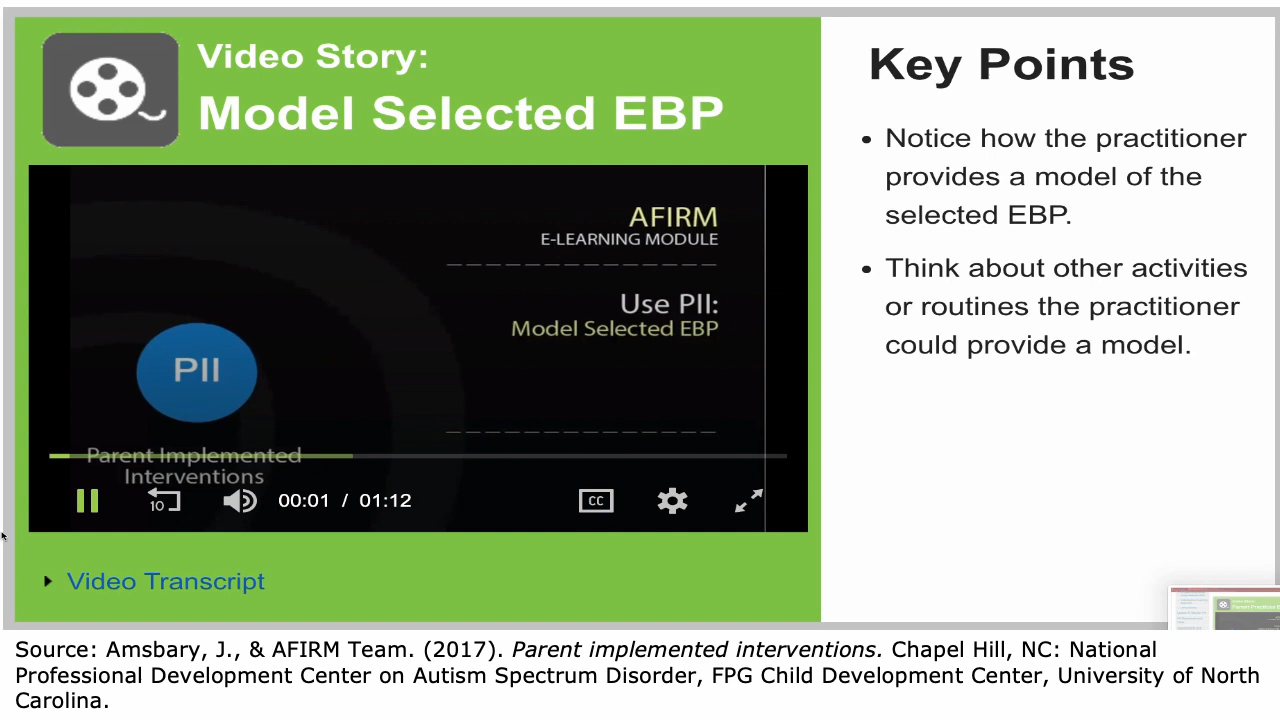 Video Story:
Model Selected EBP
AFIRM
E-LEARNING MODULE
Use PII:
Model Selected EBP
PII
Parent Implemented
Interventions
10
00:01 / 01:12
CC
Video Transcript
Key Points
• Notice how the practitioner
provides a model of the
selected EBP.
• Think about other activities
or routines the practitioner
could provide a model.
Source: Amsbary, J., & AFIRM Team. (2017). Parent implemented interventions. Chapel Hill, NC: National
Professional Development Center on Autism Spectrum Disorder, FPG Child Development Center, University of North
Carolina.